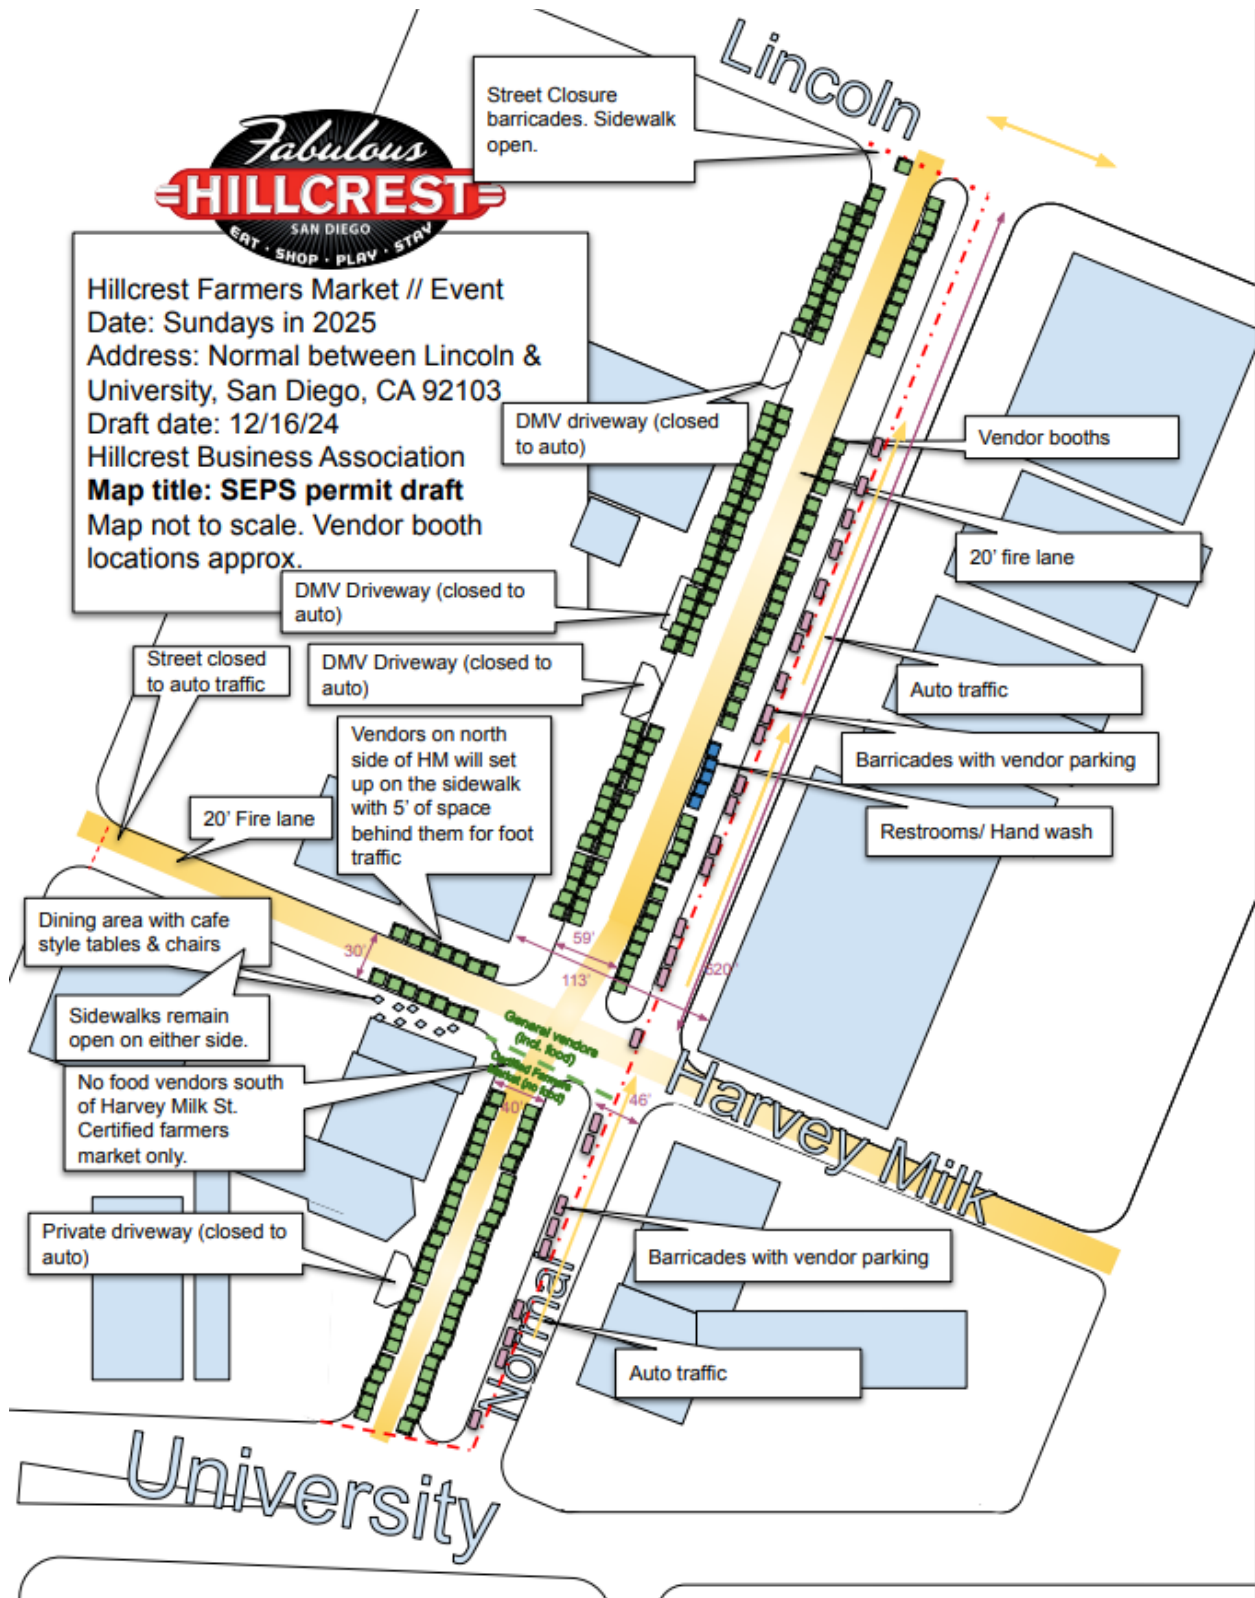 Lincoln
Street Closure
barricades. Sidewalk
open.
Fabulous
HILLCREST
SAN DIEGO
EAT · SHOP · PLAY · STAY
Hillcrest Farmers Market // Event
Date: Sundays in 2025
Address: Normal between Lincoln &
University, San Diego, CA 92103
Draft date: 12/16/24
Hillcrest Business Association
Map title: SEPS permit draft
Map not to scale. Vendor booth
locations approx.
DMV driveway (closed
to auto)
Vendor booths
20' fire lane
DMV Driveway (closed to
auto)
Street closed
to auto traffic
DMV Driveway (closed to
auto)
Auto traffic
Vendors on north
side of HM will set
up on the sidewalk
with 5' of space
behind them for foot
traffic
Barricades with vendor parking
20' Fire lane
Restrooms/ Hand wash
Dining area with cafe
style tables & chairs
30'
59'
113'
520'
Sidewalks remain
open on either side.
General vendors
(incl. food)
Certified Farmers
Market (no food)
No food vendors south
of Harvey Milk St.
Certified farmers
market only.
40'
46'
Harvey Milk
Private driveway (closed to
auto)
Barricades with vendor parking
Normal
Auto traffic
University